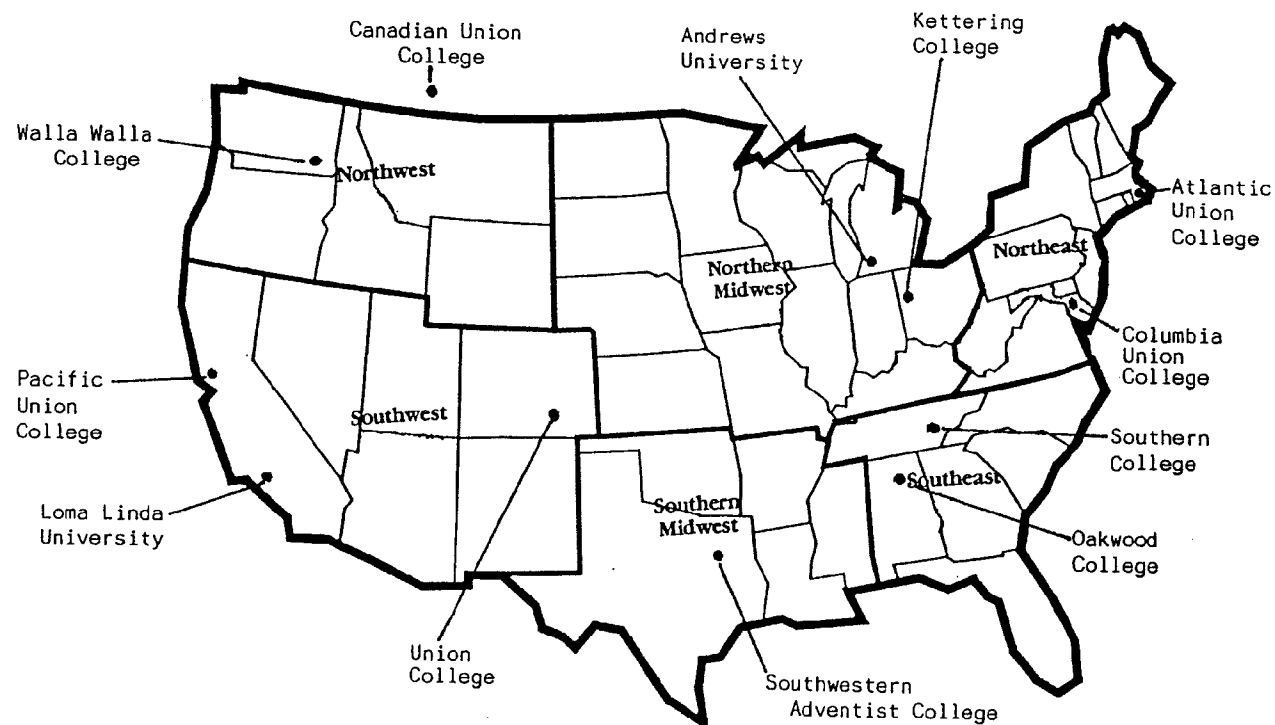 Canadian Union
College
Andrews
University
Kettering
College
Walla Walla
College
Northwest
Atlantic
Union
College
Northeast
Northern
Midwest
Columbia
Union
College
Pacific
Union
College
Southwest
Southern
College
Southeast
Loma Linda
University
Southern
Midwest
Oakwood
College
Union
College
Southwestern
Adventist College